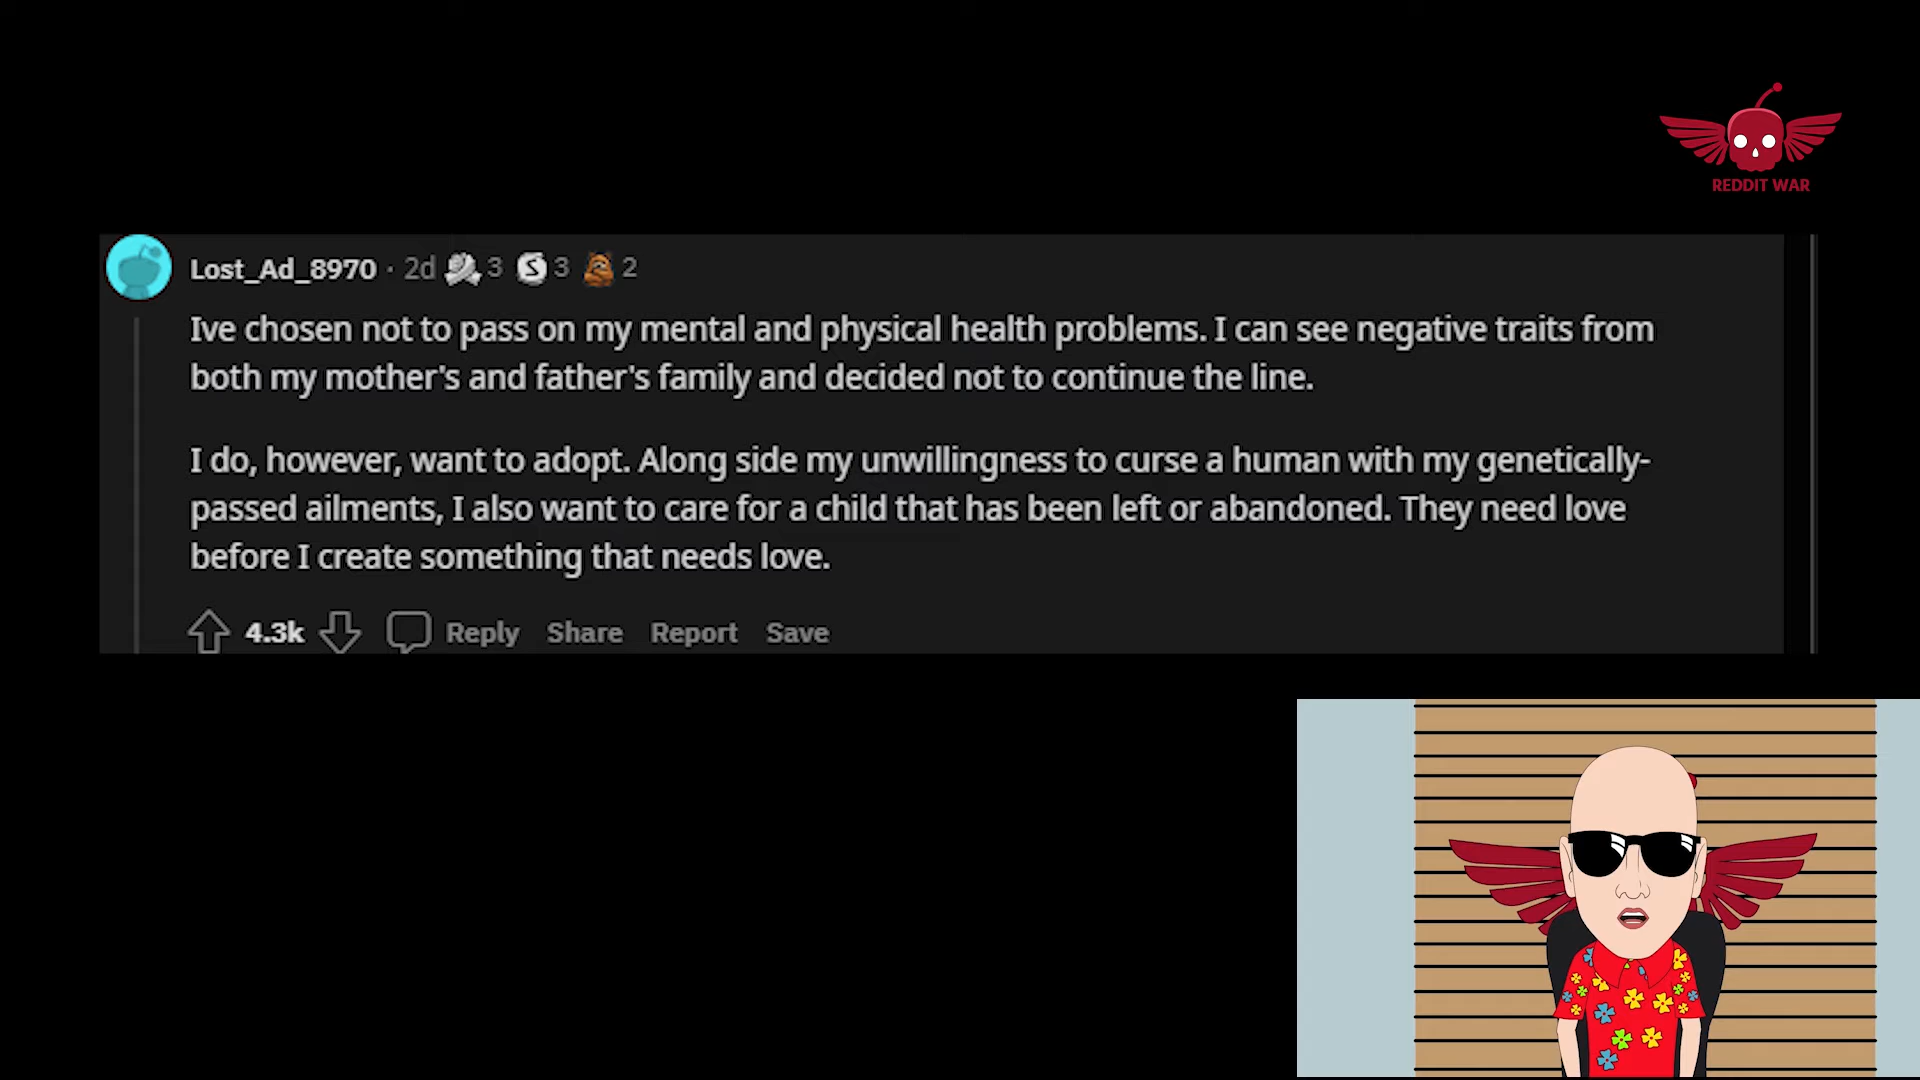 REDDIT WAR
Lost_Ad_8970 · 2d 3 3 2
Ive chosen not to pass on my mental and physical health problems. I can see negative traits from
both my mother's and father's family and decided not to continue the line.
I do, however, want to adopt. Along side my unwillingness to curse a human with my genetically-
passed ailments, I also want to care for a child that has been left or abandoned. They need love
before I create something that needs love.
4.3k Reply Share Report Save